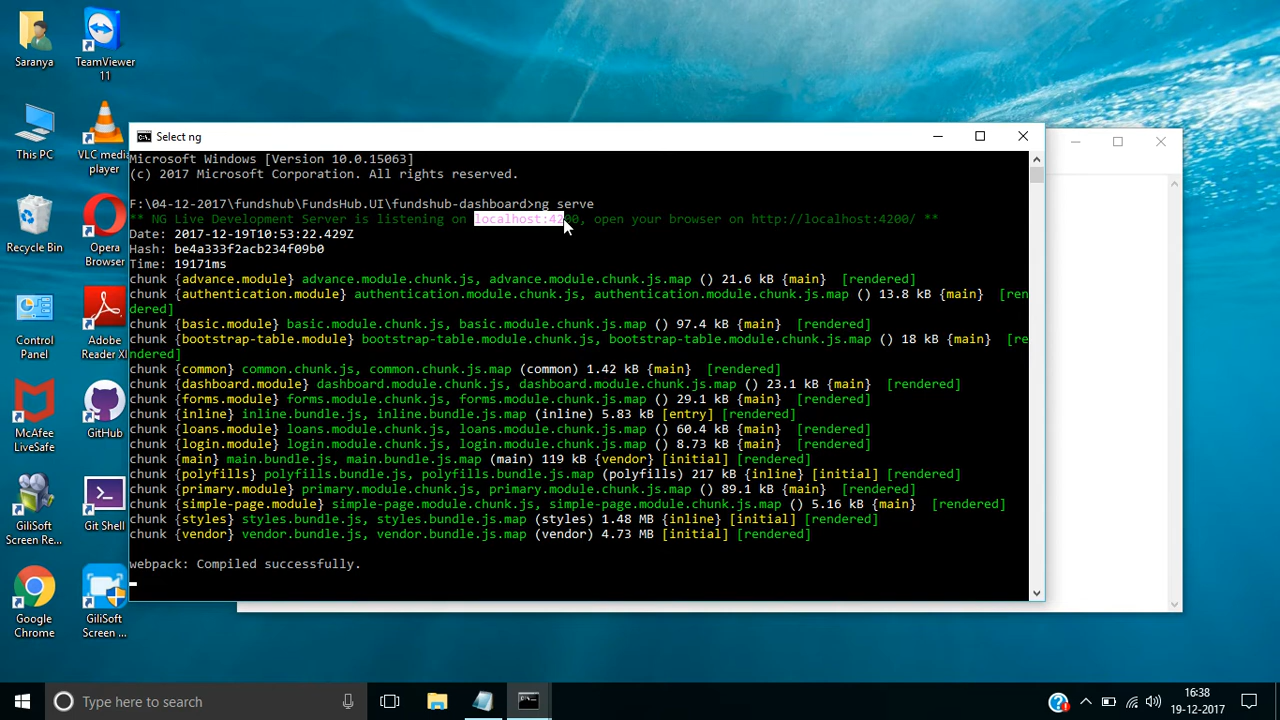 Saranya
TeamViewer
11
This PC
VLC media
player
Recycle Bin
Opera
Browser
Control
Panel
Adobe
Reader XI
McAfee
LiveSafe
GitHub
GiliSoft
Screen Re...
Git Shell
Google
Chrome
GiliSoft
Screen ...
Select ng
Microsoft Windows [Version 10.0.15063]
(c) 2017 Microsoft Corporation. All rights reserved.
F:\04-12-2017\fundshub\FundsHub.UI\fundshub-dashboard>ng serve
** NG Live Development Server is listening on localhost:4200, open your browser on http://localhost:4200/ **
Date: 2017-12-19T10:53:22.429Z
Hash: be4a333f2acb234f09b0
Time: 19171ms
chunk {advance.module} advance.module.chunk.js, advance.module.chunk.js.map () 21.6 kB {main} [rendered]
chunk {authentication.module} authentication.module.chunk.js, authentication.module.chunk.js.map () 13.8 kB {main} [ren
dered]
chunk {basic.module} basic.module.chunk.js, basic.module.chunk.js.map () 97.4 kB {main} [rendered]
chunk {bootstrap-table.module} bootstrap-table.module.chunk.js, bootstrap-table.module.chunk.js.map () 18 kB {main} [re
ndered]
chunk {common} common.chunk.js, common.chunk.js.map (common) 1.42 kB {main} [rendered]
chunk {dashboard.module} dashboard.module.chunk.js, dashboard.module.chunk.js.map () 23.1 kB {main} [rendered]
chunk {forms.module} forms.module.chunk.js, forms.module.chunk.js.map () 29.1 kB {main} [rendered]
chunk {inline} inline.bundle.js, inline.bundle.js.map (inline) 5.83 kB [entry] [rendered]
chunk {loans.module} loans.module.chunk.js, loans.module.chunk.js.map () 60.4 kB {main} [rendered]
chunk {login.module} login.module.chunk.js, login.module.chunk.js.map () 8.73 kB {main} [rendered]
chunk {main} main.bundle.js, main.bundle.js.map (main) 119 kB {vendor} [initial] [rendered]
chunk {polyfills} polyfills.bundle.js, polyfills.bundle.js.map (polyfills) 217 kB {inline} [initial] [rendered]
chunk {primary.module} primary.module.chunk.js, primary.module.chunk.js.map () 89.1 kB {main} [rendered]
chunk {simple-page.module} simple-page.module.chunk.js, simple-page.module.chunk.js.map () 5.16 kB {main} [rendered]
chunk {styles} styles.bundle.js, styles.bundle.js.map (styles) 1.48 MB {inline} [initial] [rendered]
chunk {vendor} vendor.bundle.js, vendor.bundle.js.map (vendor) 4.73 MB [initial] [rendered]
webpack: Compiled successfully.
Type here to search
16:38
19-12-2017